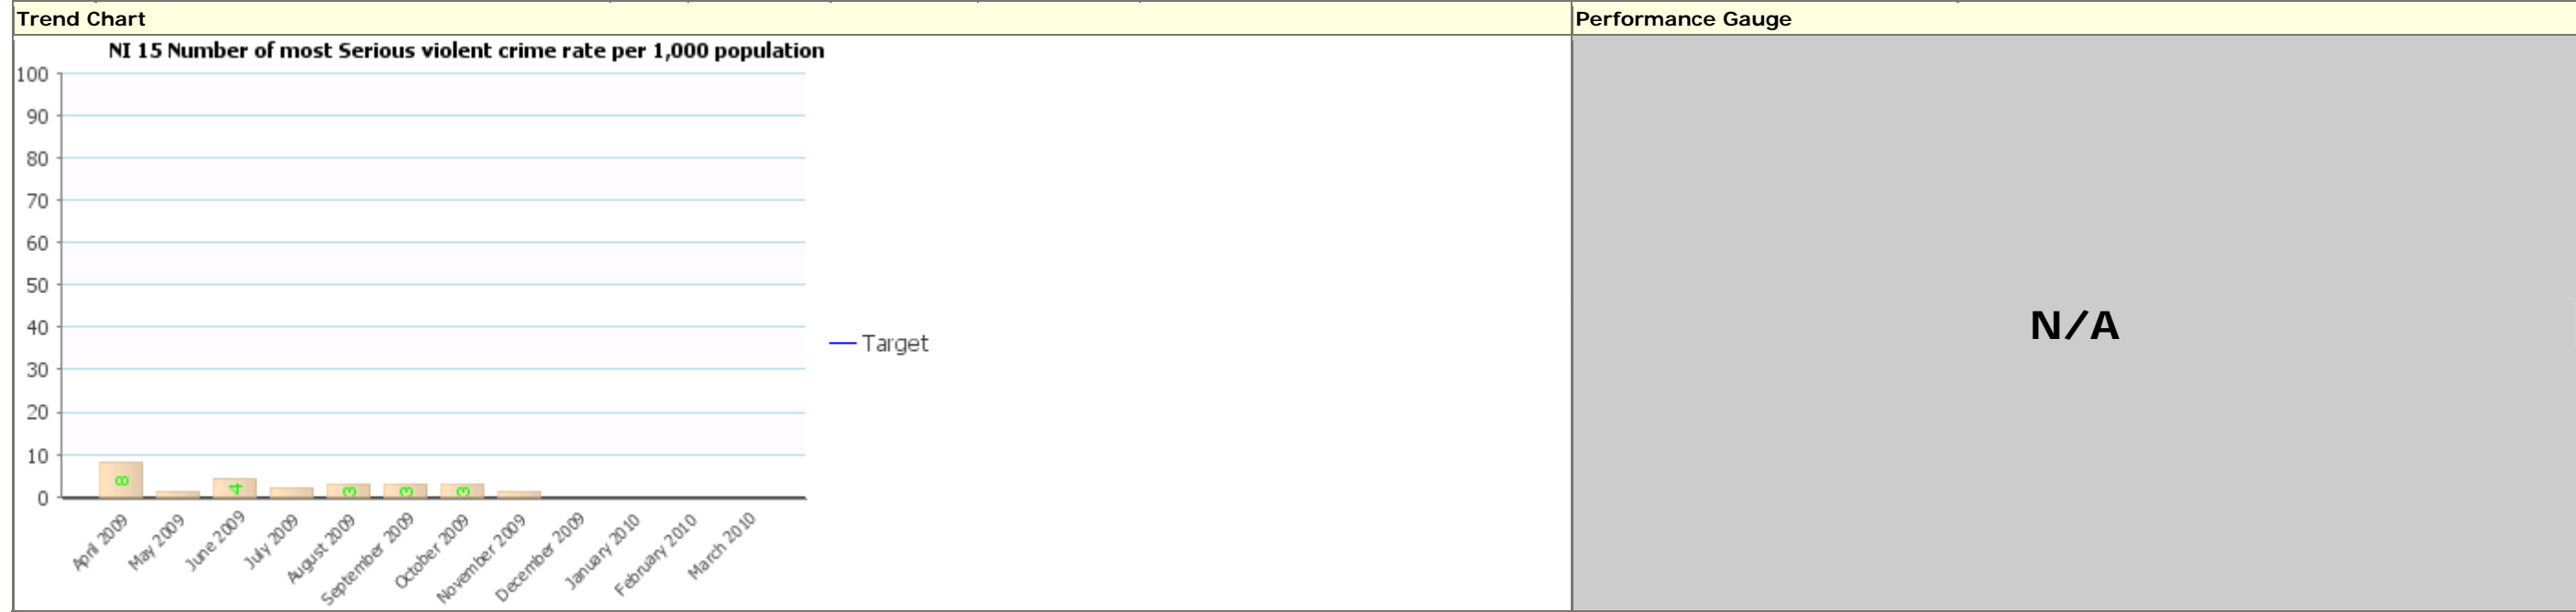 Trend Chart
Performance Gauge
NI 15 Number of most Serious violent crime rate per 1,000 population
100
90
80
70
60
50
40
30
20
10
0
8
4
3
3
3
April 2009
May 2009
June 2009
July 2009
August 2009
September 2009
October 2009
November 2009
December 2009
January 2010
February 2010
March 2010
Target
N/A